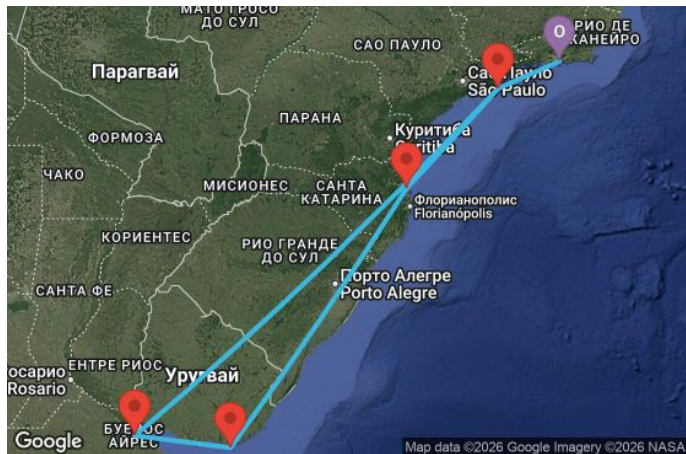 МАТО ГРОСО
ДО СУЛ
РИО ДЕ
О
САО ПАУЛО
Парагвай
São Paulo
ПАРАНА
ФОРМОЗА
Куритиба
Curitiba
ЧАКО
МИСИОНЕС
САНТА
КАТАРИНА
Флорианополис
Florianópolis
КОРИЕНТЕС
РИО ГРАНДЕ
ДО СУЛ
Порто Алегре
Porto Alegre
САНТА ФЕ
ЕНТРЕ РИОС
Rosario
Уругвай
БУЕНОС
АЙРЕС
Google
Map data ©2026 Google Imagery ©2026 NASA